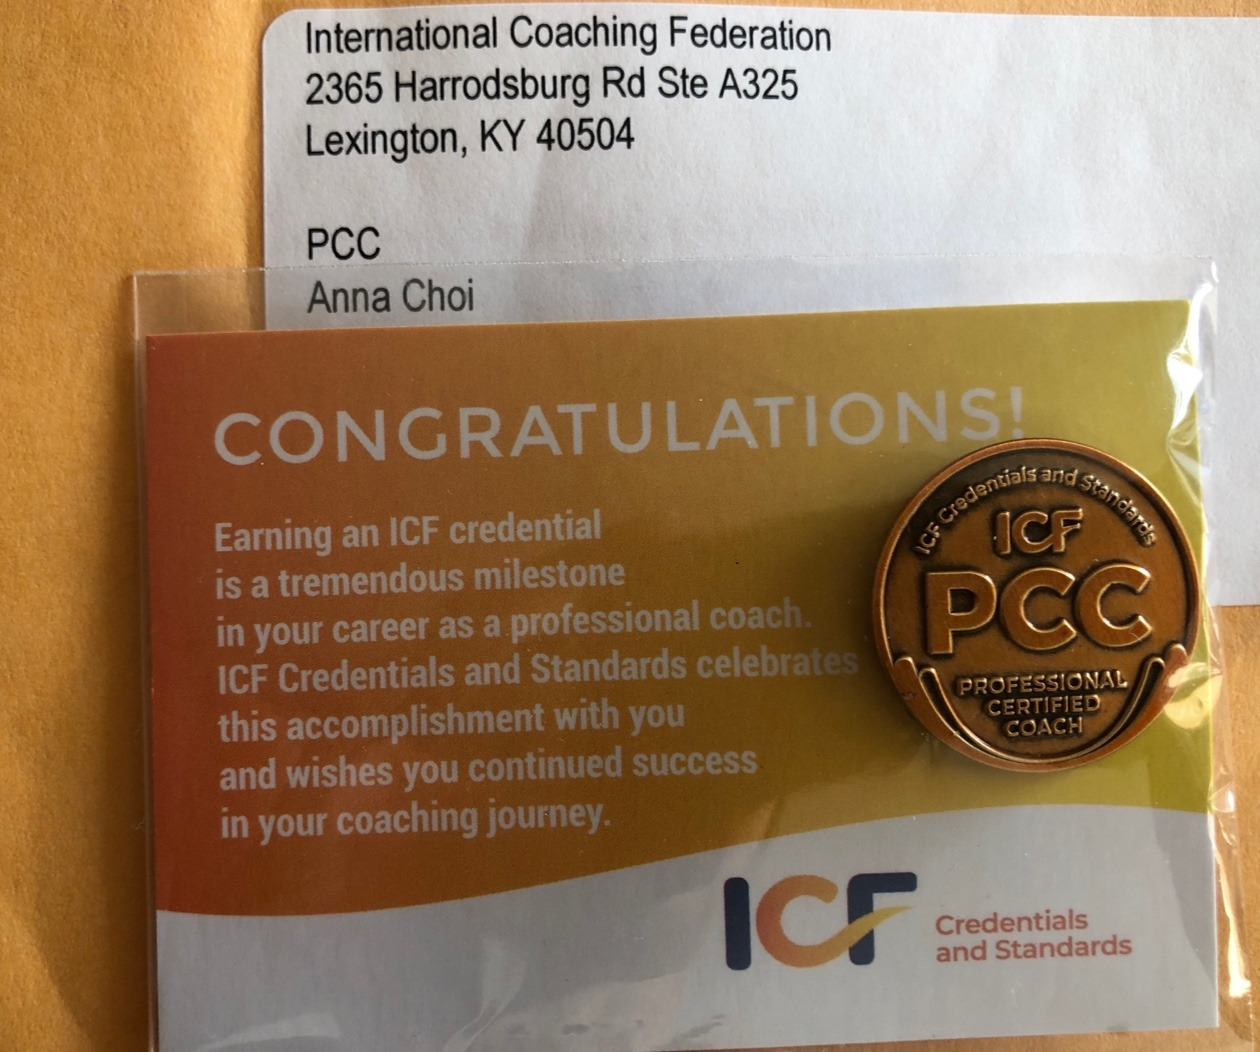 International Coaching Federation
2365 Harrodsburg Rd Ste A325
Lexington, KY 40504
PCC
Anna Choi
CONGRATULATIONS!
Earning an ICF credential
is a tremendous milestone
in your career as a professional coach.
ICF Credentials and Standards celebrates
this accomplishment with you
and wishes you continued success
in your coaching journey.
ICF Credentials and Standards
ICF
PCC
PROFESSIONAL
CERTIFIED
COACH
ICF
Credentials
and Standards